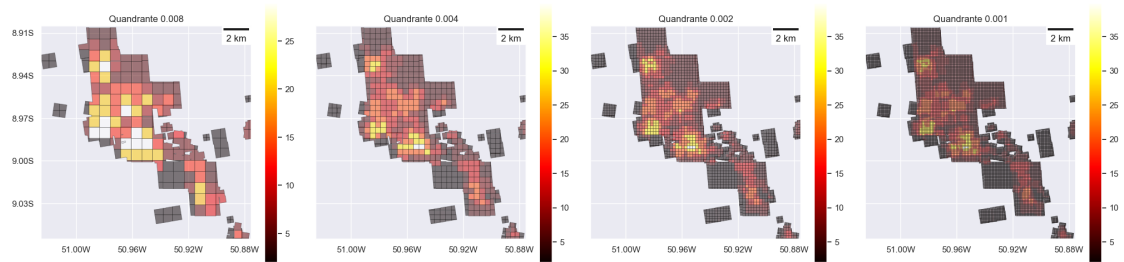 Quandrante 0.008
8.91S
8.94S
8.97S
9.00S
9.03S
2 km
51.00W
50.96W
50.92W
50.88W
25
20
15
10
5
Quandrante 0.004
2 km
51.00W
50.96W
50.92W
50.88W
35
30
25
20
15
10
5
Quandrante 0.002
2 km
51.00W
50.96W
50.92W
50.88W
35
30
25
20
15
10
5
Quandrante 0.001
2 km
51.00W
50.96W
50.92W
50.88W
35
30
25
20
15
10
5